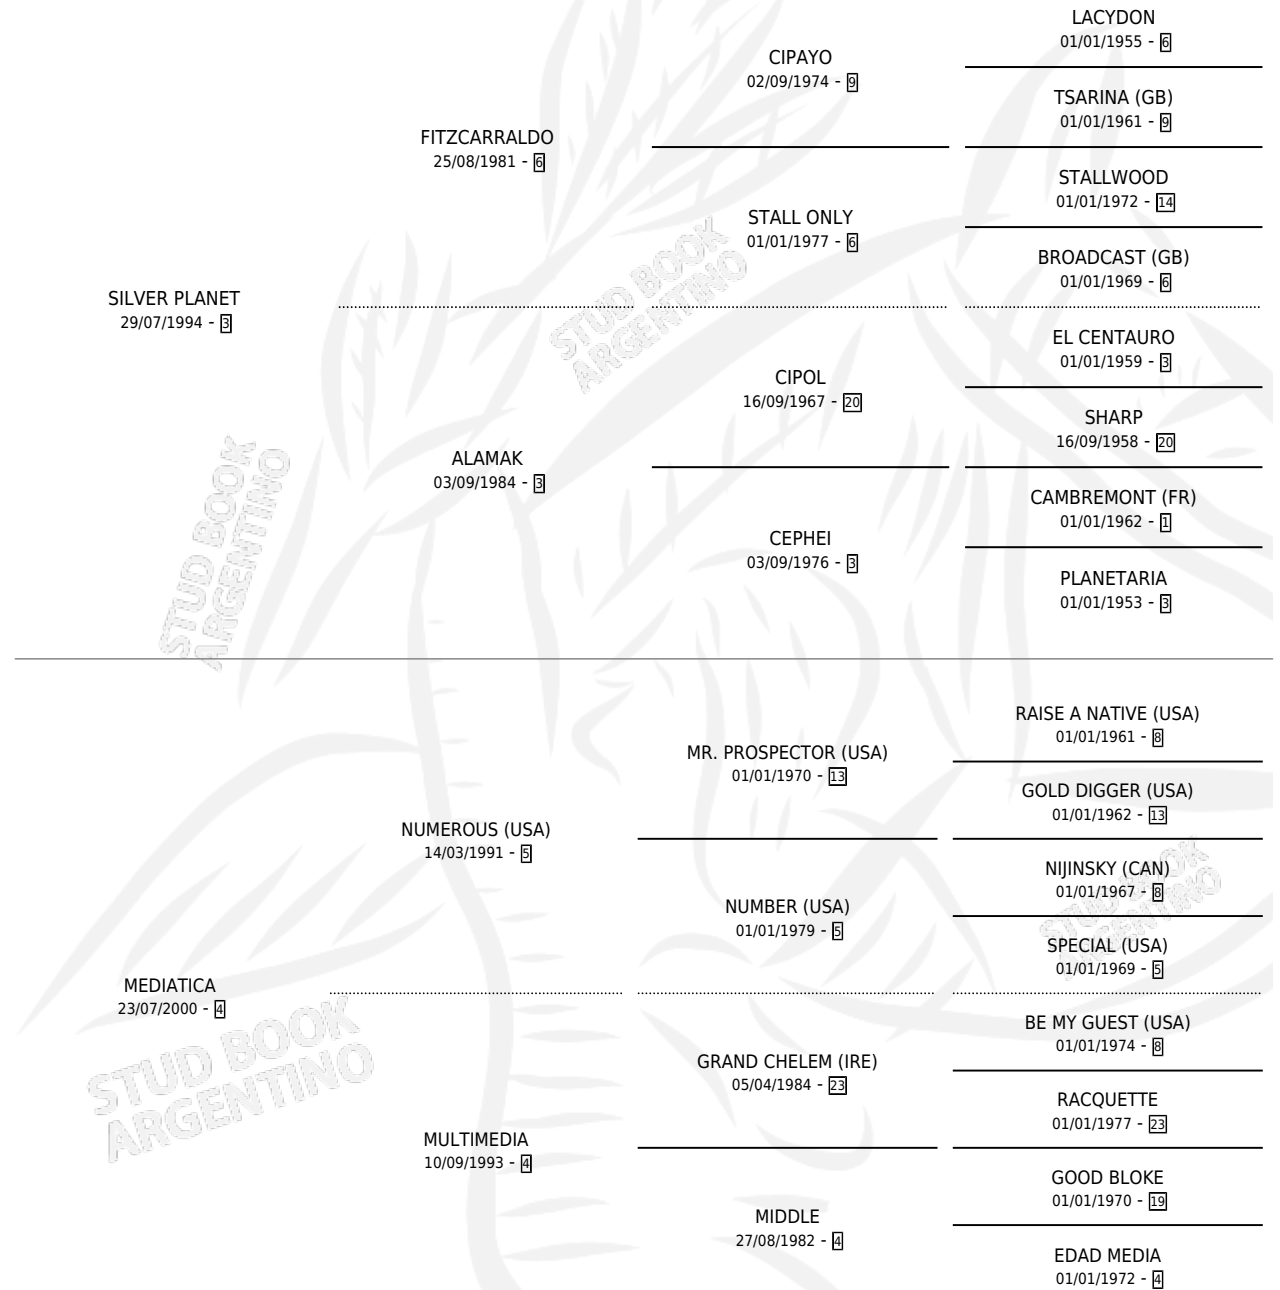 LACYDON
01/01/1955 - 6
CIPAYO
02/09/1974 - 9
TSARINA (GB)
01/01/1961 - 9
FITZCARRALDO
25/08/1981 - 6
STALLWOOD
01/01/1972 - 14
STALL ONLY
01/01/1977 - 6
BROADCAST (GB)
01/01/1969 - 6
SILVER PLANET
29/07/1994 - 3
EL CENTAURO
01/01/1959 - 3
CIPOL
16/09/1967 - 20
SHARP
16/09/1958 - 20
ALAMAK
03/09/1984 - 3
CAMBREMONT (FR)
01/01/1962 - 1
CEPHEI
03/09/1976 - 3
PLANETARIA
01/01/1953 - 3
STUD BOOK
ARGENTINO
STUD BOOK
ARGENTINO
RAISE A NATIVE (USA)
01/01/1961 - 8
MR. PROSPECTOR (USA)
01/01/1970 - 13
GOLD DIGGER (USA)
01/01/1962 - 13
NUMEROUS (USA)
14/03/1991 - 5
NIJINSKY (CAN)
01/01/1967 - 8
NUMBER (USA)
01/01/1979 - 5
SPECIAL (USA)
01/01/1969 - 5
MEDIATICA
23/07/2000 - 4
BE MY GUEST (USA)
01/01/1974 - 8
GRAND CHELEM (IRE)
05/04/1984 - 23
RACQUETTE
01/01/1977 - 23
MULTIMEDIA
10/09/1993 - 4
GOOD BLOKE
01/01/1970 - 19
MIDDLE
27/08/1982 - 4
EDAD MEDIA
01/01/1972 - 4
STUD BOOK
ARGENTINO
STUD BOOK
ARGENTINO